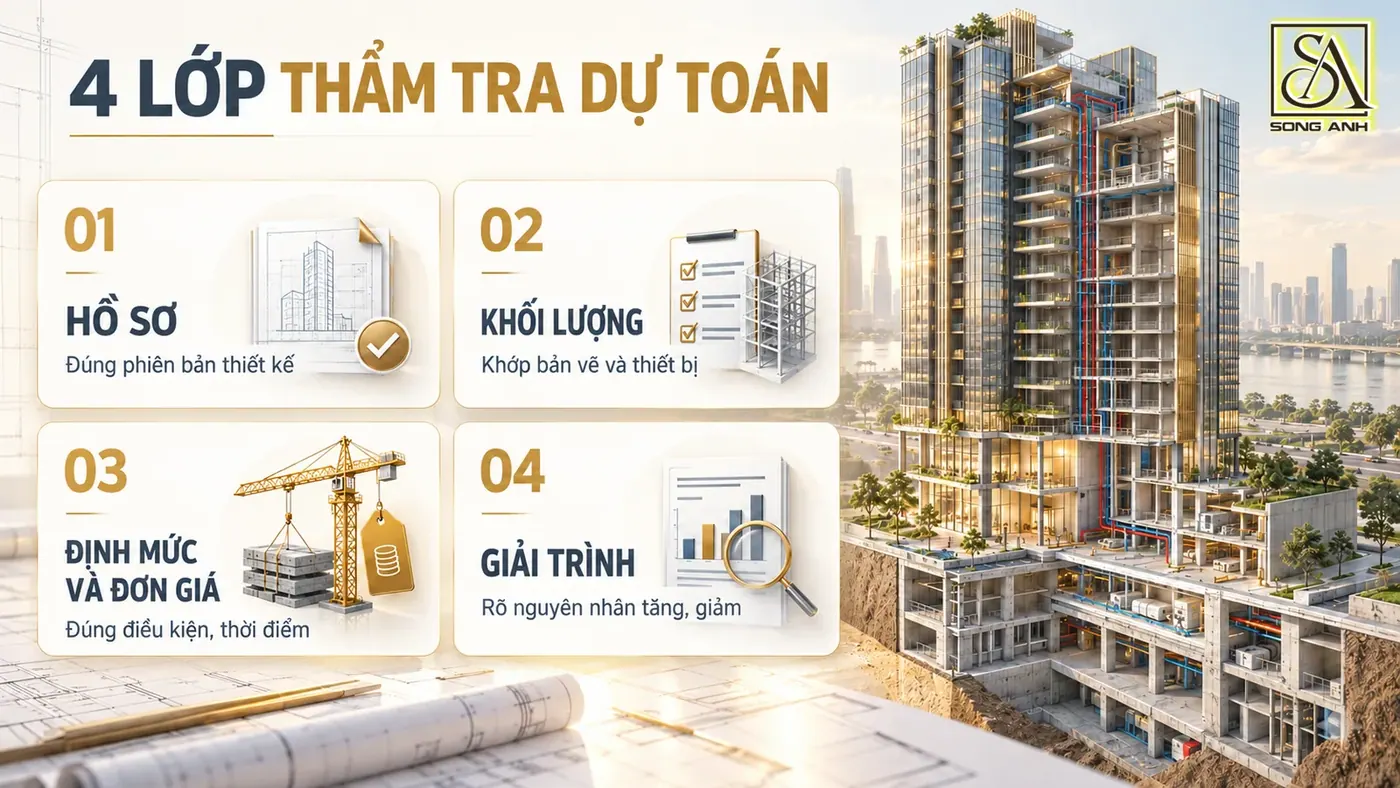 4 LỚP THẨM TRA DỰ TOÁN
SA
SONG ANH
01
HỒ SƠ
Đúng phiên bản thiết kế
02
KHỐI LƯỢNG
Khớp bản vẽ và thiết bị
03
ĐỊNH MỨC
VÀ ĐƠN GIÁ
Đúng điều kiện, thời điểm
04
GIẢI TRÌNH
Rõ nguyên nhân tăng, giảm